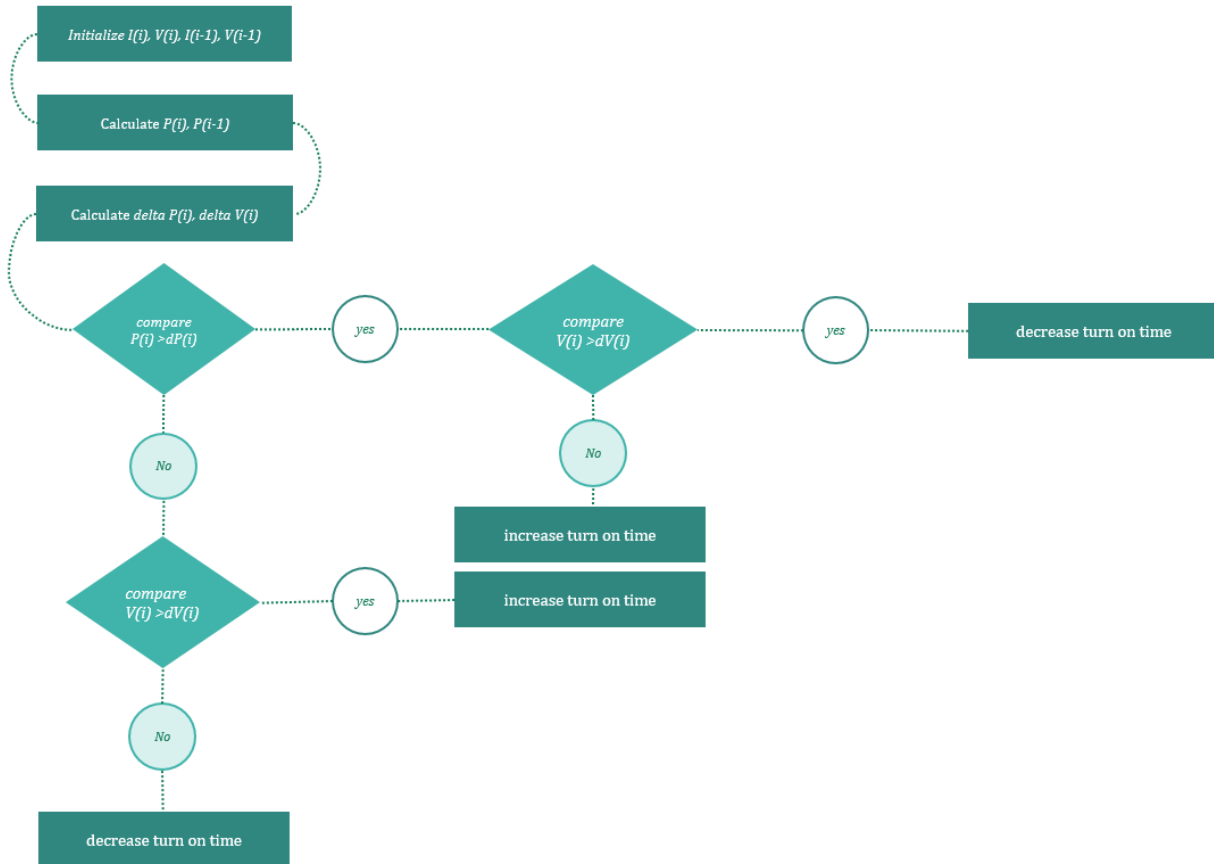 Initialize I(i), V(i), I(i-1), V(i-1)
Calculate P(i), P(i-1)
Calculate delta P(i), delta V(i)
compare
P(i) >dP(i)
yes
compare
V(i) >dV(i)
yes
decrease turn on time
No
No
increase turn on time
compare
V(i) >dV(i)
yes
increase turn on time
No
decrease turn on time